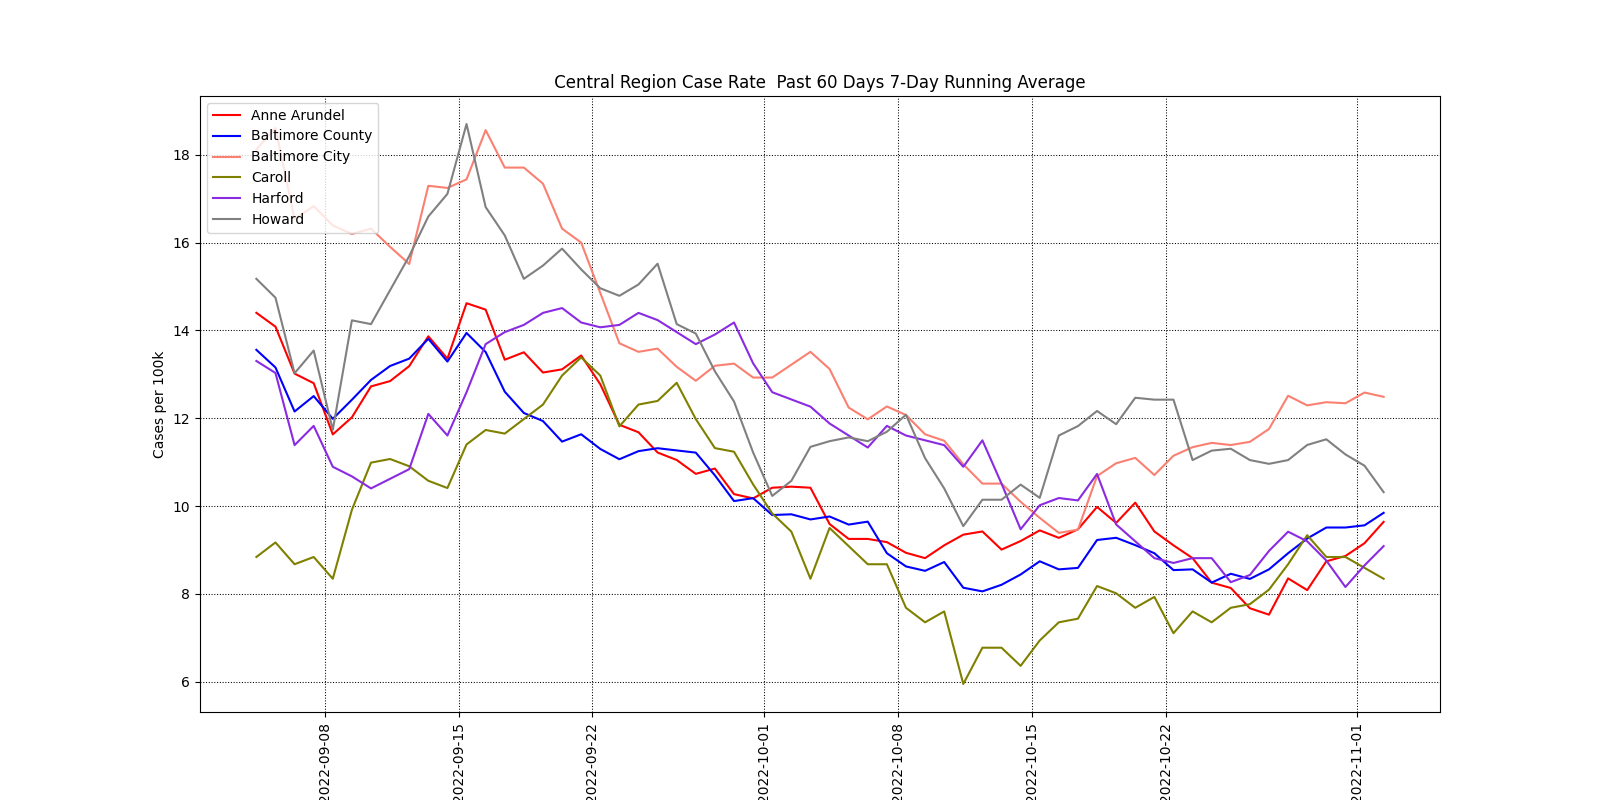 Central Region Case Rate  Past 60 Days 7-Day Running Average
Anne Arundel
Baltimore County
Baltimore City
Caroll
Harford
Howard
Cases per 100k
18
16
14
12
10
8
6
2022-09-08
2022-09-15
2022-09-22
2022-10-01
2022-10-08
2022-10-15
2022-10-22
2022-11-01